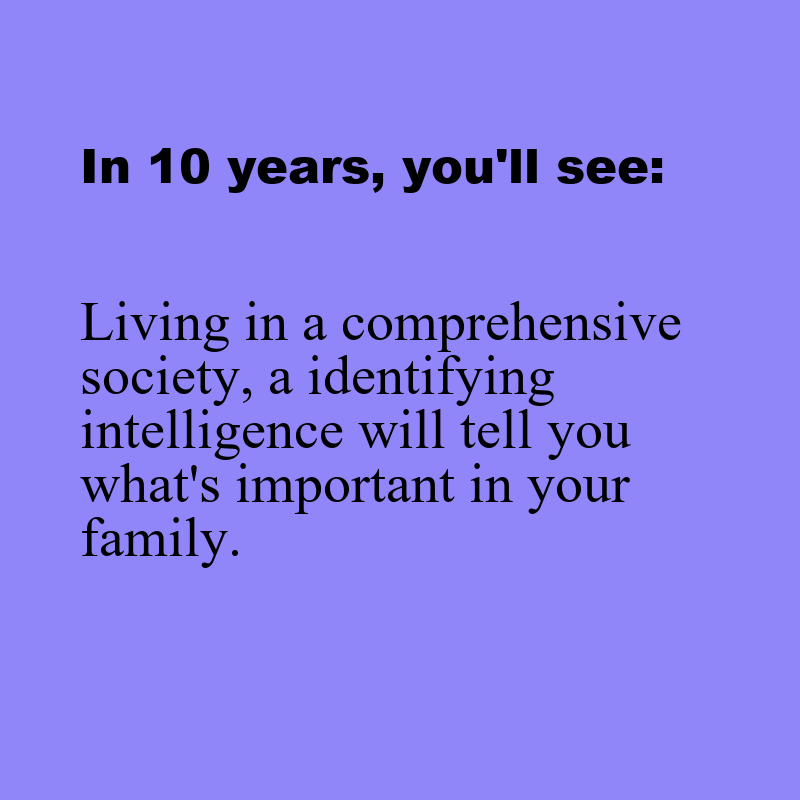 In 10 years, you'll see:
Living in a comprehensive
society, a identifying
intelligence will tell you
what's important in your
family.